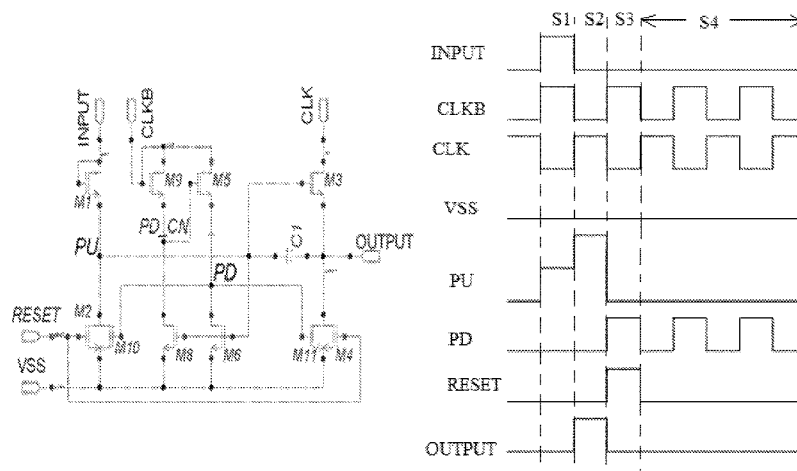 INPUT
CLKB
CLK
M1
M9
M5
M3
PD_CN
PU
C1
OUTPUT
PD
M2
RESET
M10
M8
M6
M11
M4
VSS
S1 S2 S3 S4
INPUT
CLKB
CLK
VSS
PU
PD
RESET
OUTPUT